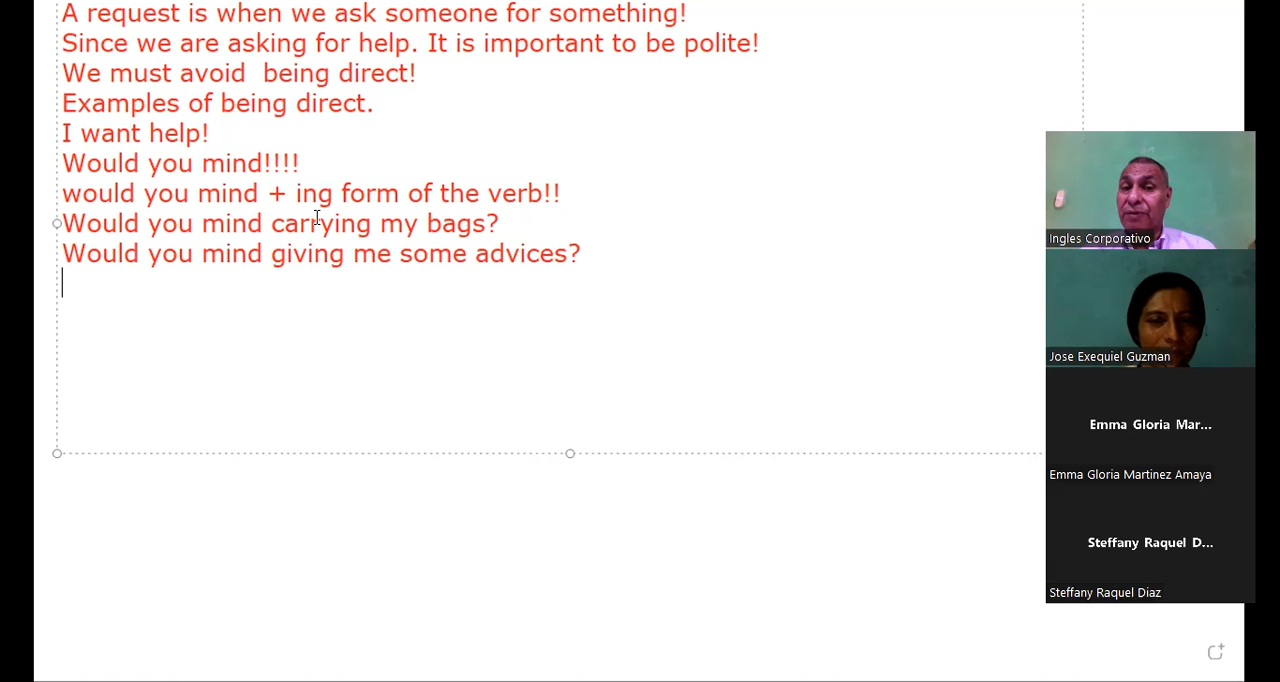 A request is when we ask someone for something!
Since we are asking for help. It is important to be polite!
We must avoid  being direct!
Examples of being direct.
I want help!
Would you mind!!!!
would you mind + ing form of the verb!!
Would you mind carrying my bags?
Would you mind giving me some advices?
Ingles Corporativo
Jose Exequiel Guzman
Emma Gloria Mar...
Emma Gloria Martinez Amaya
Steffany Raquel D...
Steffany Raquel Diaz